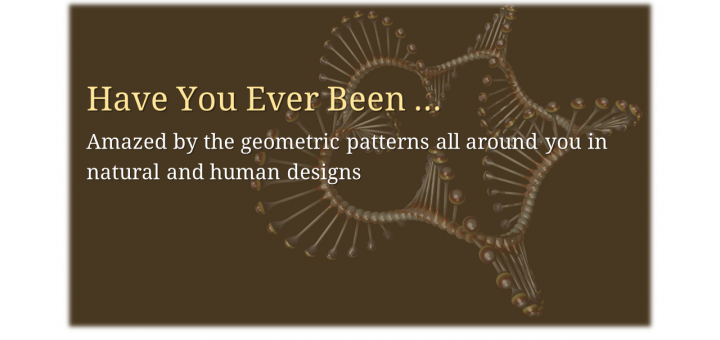 Have You Ever Been ...
Amazed by the geometric patterns all around you in
natural and human designs